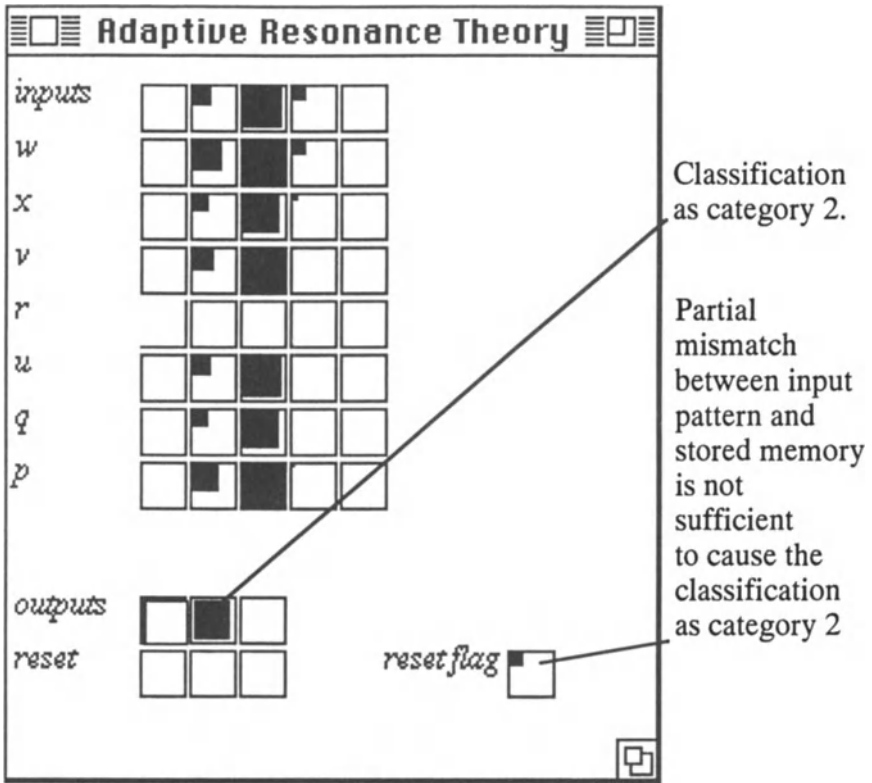 Adaptive Resonance Theory
inputs
w
x
v
r
u
q
p
outputs
reset
reset flag
Classification
as category 2.
Partial
mismatch
between input
pattern and
stored memory
is not
sufficient
to cause the
classification
as category 2